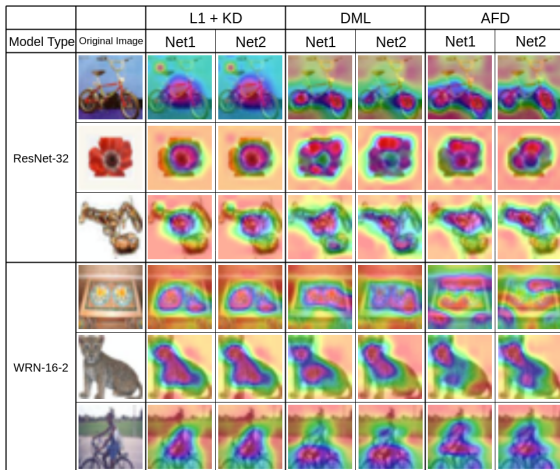 L1 + KD DML AFD
Model Type Original Image Net1 Net2 Net1 Net2 Net1 Net2
ResNet-32
WRN-16-2